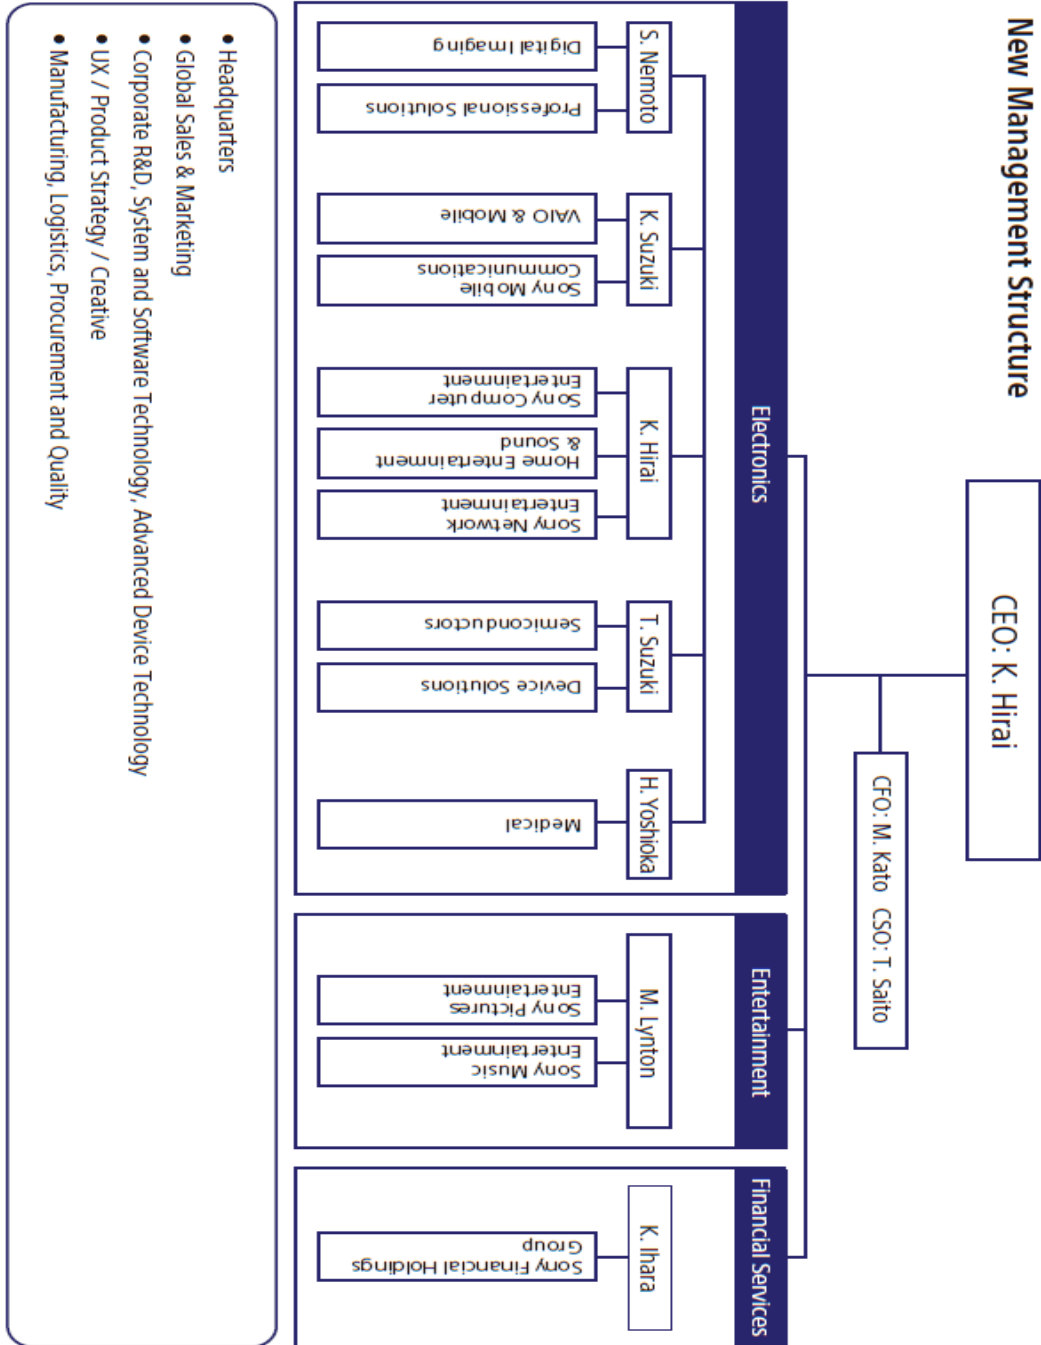 New Management Structure
CEO: K. Hirai
CFO: M. Kato   CSO: T. Saito
Electronics
S. Nemoto
Digital Imaging
Professional Solutions
K. Suzuki
VAIO & Mobile
Sony Mobile
Communications
K. Hirai
Sony Computer
Entertainment
Home Entertainment
& Sound
Sony Network
Entertainment
T. Suzuki
Semiconductors
Device Solutions
H. Yoshioka
Medical
Entertainment
M. Lynton
Sony Pictures
Entertainment
Sony Music
Entertainment
Financial Services
K. Ihara
Sony Financial Holdings
Group
• Headquarters
• Global Sales & Marketing
• Corporate R&D, System and Software Technology, Advanced Device Technology
• UX / Product Strategy / Creative
• Manufacturing, Logistics, Procurement and Quality